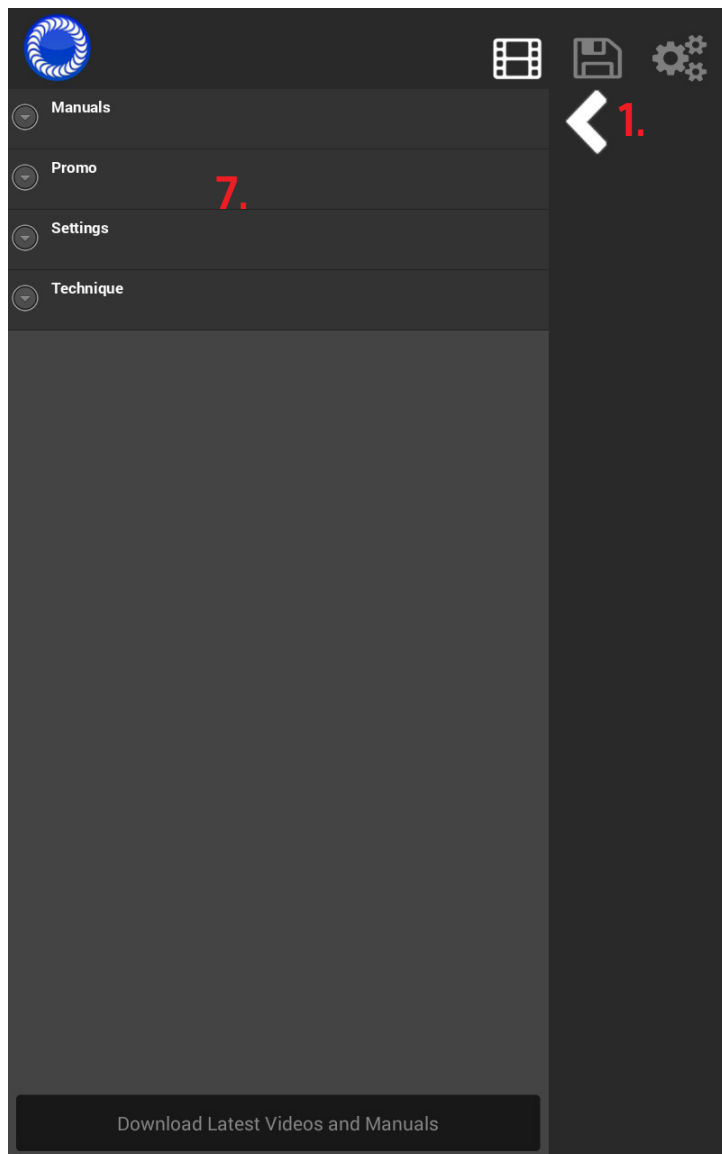 1.
Manuals
Promo
7.
Settings
Technique
Download Latest Videos and Manuals